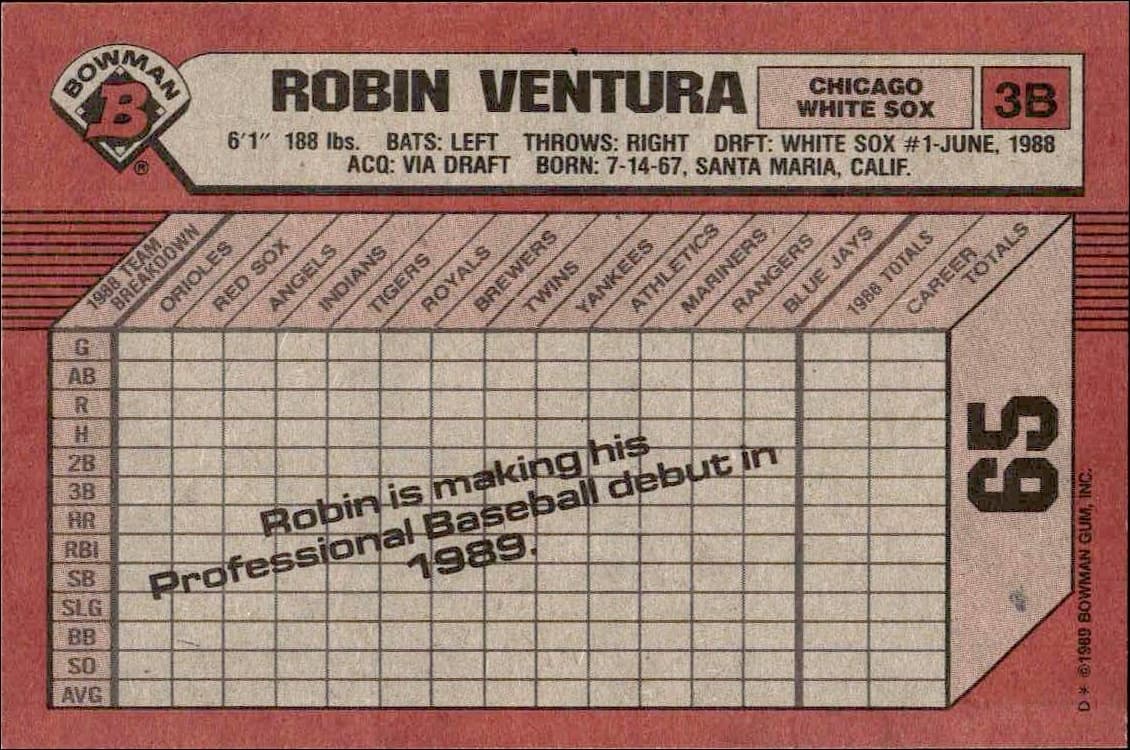 BOWMAN
B
®
ROBIN VENTURA
CHICAGO
WHITE SOX
3B
6'1" 188 lbs. BATS: LEFT THROWS: RIGHT DRFT: WHITE SOX #1-JUNE, 1988
ACQ: VIA DRAFT BORN: 7-14-67, SANTA MARIA, CALIF.
1988 TEAM
BREAKDOWN
ORIOLES
RED SOX
ANGELS
INDIANS
TIGERS
ROYALS
BREWERS
TWINS
YANKEES
ATHLETICS
MARINERS
RANGERS
BLUE JAYS
1988 TOTALS
CAREER
TOTALS
G
AB
R
H
2B
3B
HR
RBI
SB
SLG
BB
SO
AVG
Robin is making his
Professional Baseball debut in
1989.
65
D * ©1989 BOWMAN GUM, INC.